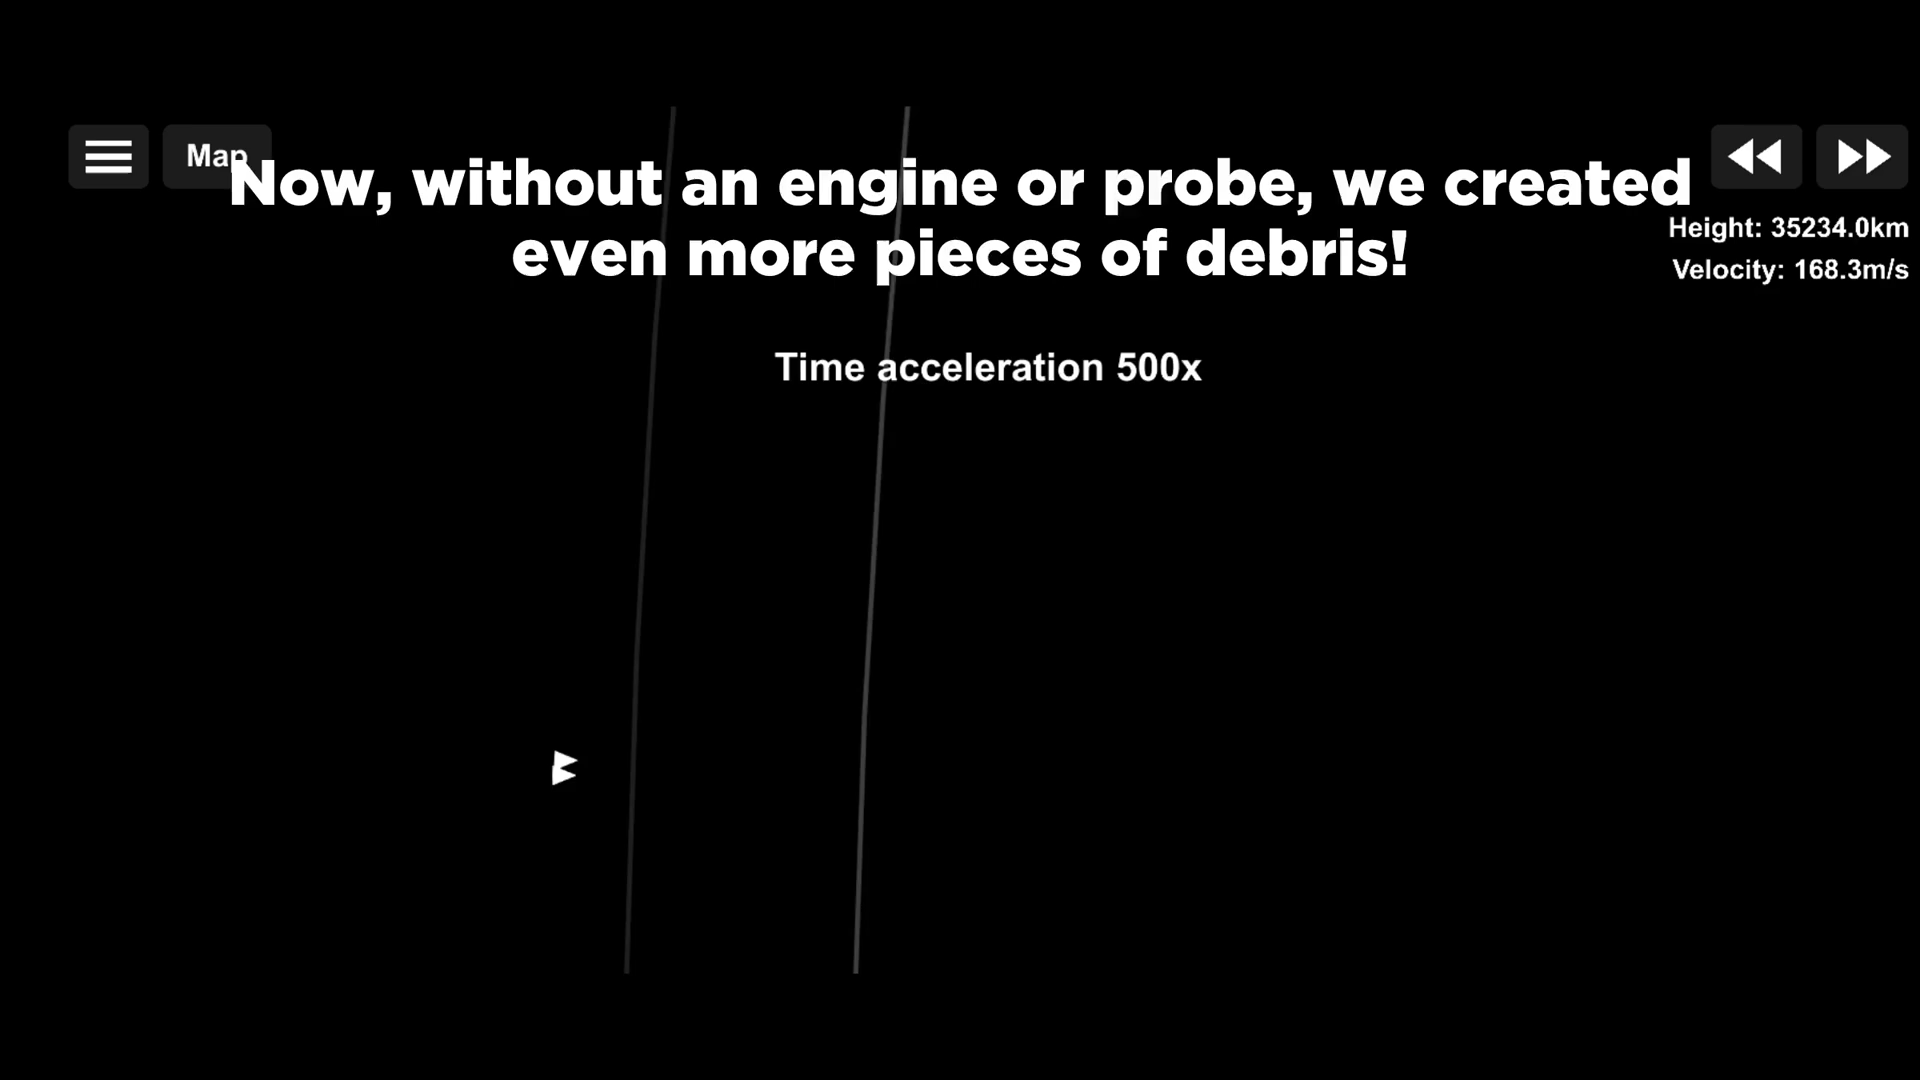 Map
Now, without an engine or probe, we created
even more pieces of debris!
Height: 35234.0km
Velocity: 168.3m/s
Time acceleration 500x